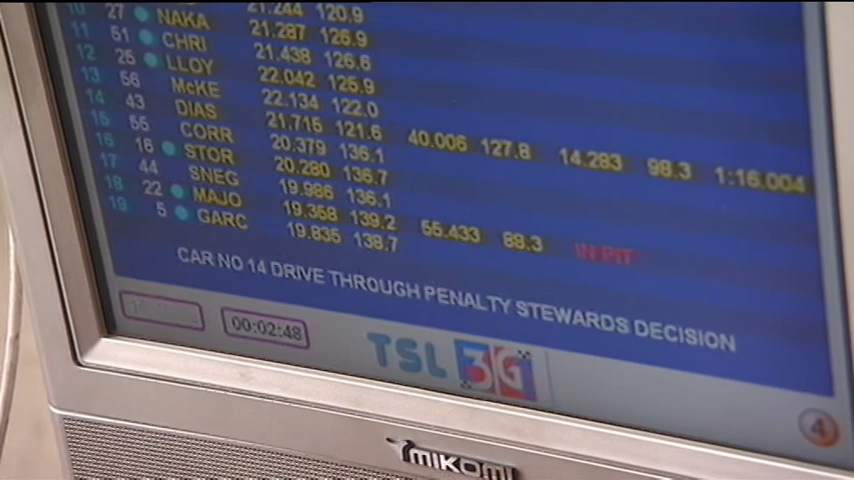 10 21.244 120.9
27 NAKA 21.287 126.9
11 51 CHRI 21.438 126.6
12 25 LLOY 22.042 125.9
13 56 McKE 22.134 122.0
14 43 DIAS 21.715 121.6 40.006 127.8 14.283 98.3 1:16.004
15 55 CORR 20.379 136.1
16 16 STOR 20.280 136.7
17 44 SNEG 19.986 136.1
18 22 MAJO 19.358 139.2 55.433 88.3 IN PIT
19 5 GARC 19.835 138.7
CAR NO 14 DRIVE THROUGH PENALTY STEWARDS DECISION
00:02:48
TSL 3G
4
MIKOMI